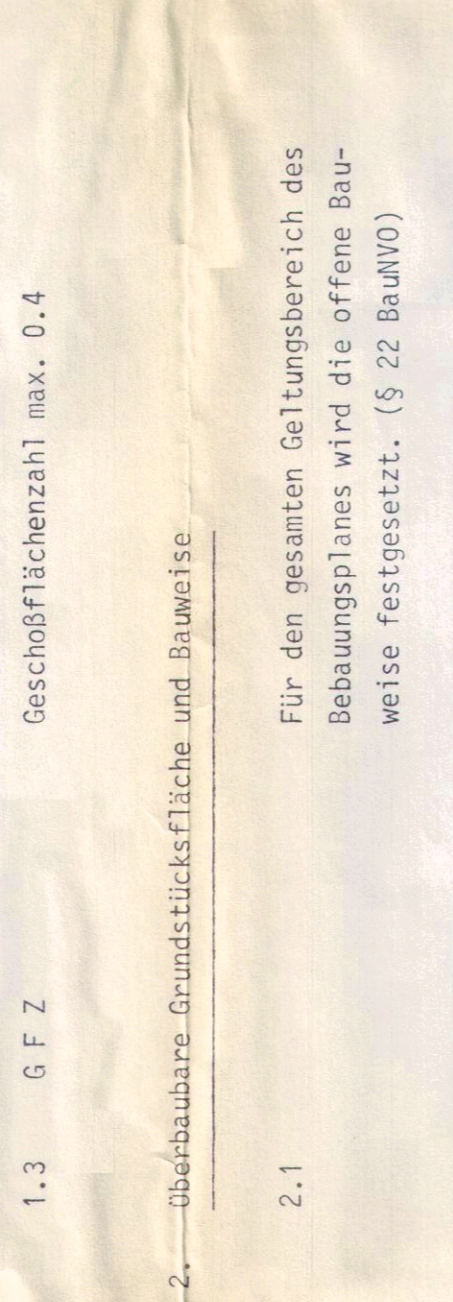 1.3 G F Z Geschoßflächenzahl max. 0.4
2. Überbaubare Grundstücksfläche und Bauweise
2.1 Für den gesamten Geltungsbereich des
Bebauungsplanes wird die offene Bau-
weise festgesetzt. (§ 22 BauNVO)